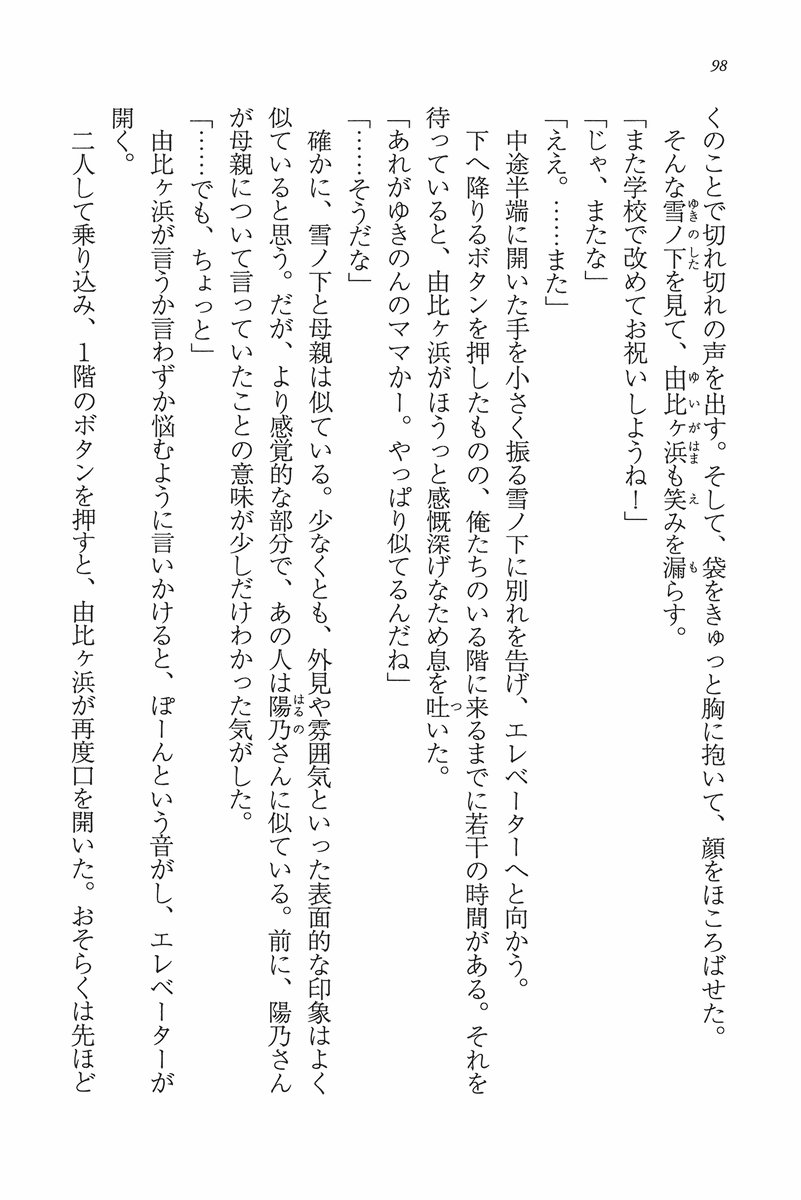 98
くのことで切れ切れの声を出す。そして、袋をきゅっと胸に抱いて、顔をほころばせた。
そんな雪ノ下を見て、由比ヶ浜も笑みを漏らす。
「また学校で改めてお祝いしようね！」
「じゃ、またな」
「ええ。……また」
中途半端に開いた手を小さく振る雪ノ下に別れを告げ、エレベーターへと向かう。
下へ降りるボタンを押したものの、俺たちのいる階に来るまでに若干の時間がある。それを
待っていると、由比ヶ浜がほうっと感慨深げなため息を吐いた。
「あれがゆきのんのママかー。やっぱり似てるんだね」
「……そうだな」
確かに、雪ノ下と母親は似ている。少なくとも、外見や雰囲気といった表面的な印象はよく
似ていると思う。だが、より感覚的な部分で、あの人は陽乃さんに似ている。前に、陽乃さん
が母親について言っていたことの意味が少しだけわかった気がした。
「……でも、ちょっと」
由比ヶ浜が言うか言わずか悩むように言いかけると、ぽーんという音がし、エレベーターが
開く。
二人して乗り込み、１階のボタンを押すと、由比ヶ浜が再度口を開いた。おそらくは先ほど